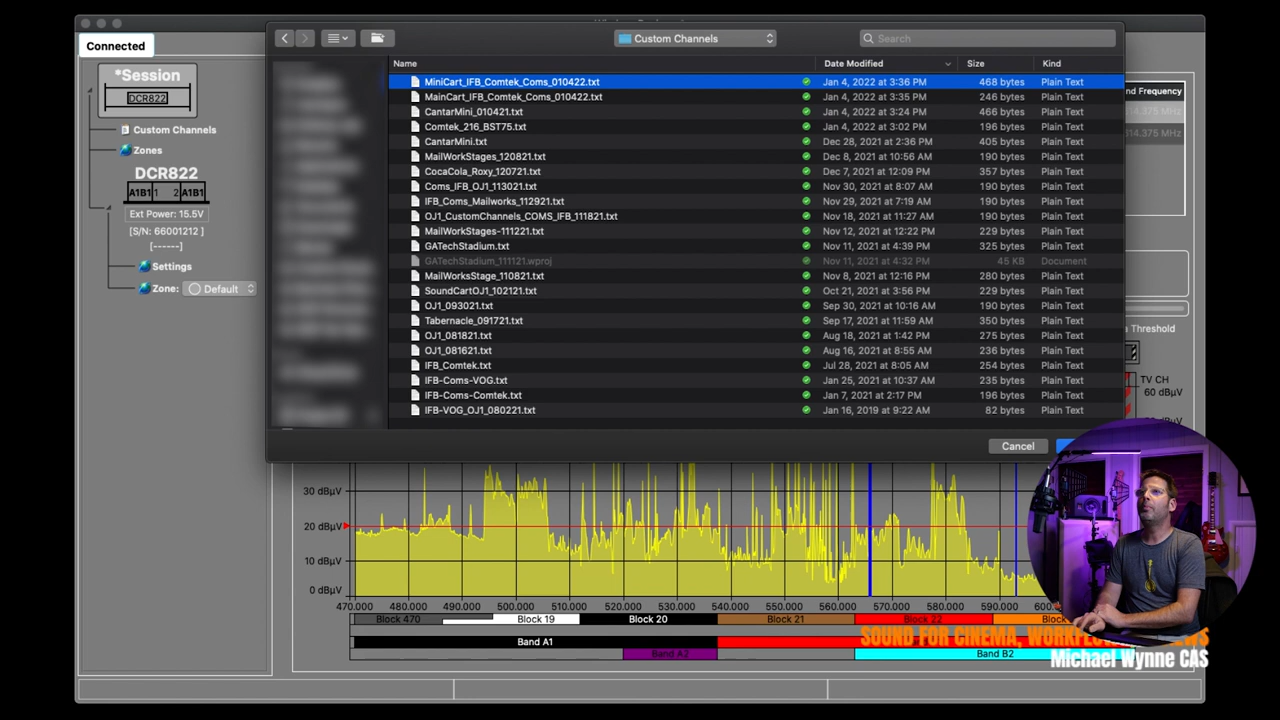 Connected
Custom Channels
Search
*Session
DCR822
Custom Channels
Zones
DCR822
A1B1 1 2 A1B1
Ext Power: 15.5V
[S/N: 66001212 ]
[------]
Settings
Zone: Default
Name Date Modified Size Kind
MiniCart_IFB_Comtek_Coms_010422.txt Jan 4, 2022 at 3:36 PM 468 bytes Plain Text
MainCart_IFB_Comtek_Coms_010422.txt Jan 4, 2022 at 3:35 PM 246 bytes Plain Text
CantarMini_010421.txt Jan 4, 2022 at 3:24 PM 466 bytes Plain Text
Comtek_216_BST75.txt Jan 4, 2022 at 3:02 PM 196 bytes Plain Text
CantarMini.txt Dec 28, 2021 at 2:36 PM 405 bytes Plain Text
MailWorkStages_120821.txt Dec 8, 2021 at 10:56 AM 190 bytes Plain Text
CocaCola_Roxy_120721.txt Dec 7, 2021 at 12:09 PM 357 bytes Plain Text
Coms_IFB_OJ1_113021.txt Nov 30, 2021 at 8:07 AM 190 bytes Plain Text
IFB_Coms_Mailworks_112921.txt Nov 29, 2021 at 7:19 AM 190 bytes Plain Text
OJ1_CustomChannels_COMS_IFB_111821.txt Nov 18, 2021 at 11:27 AM 190 bytes Plain Text
MailWorkStages-111221.txt Nov 12, 2021 at 12:22 PM 229 bytes Plain Text
GATechStadium.txt Nov 11, 2021 at 4:39 PM 325 bytes Plain Text
GATechStadium_111121.wproj Nov 11, 2021 at 4:32 PM 45 KB Document
MailWorksStage_110821.txt Nov 8, 2021 at 12:16 PM 280 bytes Plain Text
SoundCartOJ1_102121.txt Oct 21, 2021 at 3:56 PM 229 bytes Plain Text
OJ1_093021.txt Sep 30, 2021 at 10:16 AM 190 bytes Plain Text
Tabernacle_091721.txt Sep 17, 2021 at 11:59 AM 350 bytes Plain Text
OJ1_081821.txt Aug 18, 2021 at 1:42 PM 275 bytes Plain Text
OJ1_081621.txt Aug 16, 2021 at 8:55 AM 236 bytes Plain Text
IFB_Comtek.txt Jul 28, 2021 at 8:05 AM 254 bytes Plain Text
IFB-Coms-VOG.txt Jan 25, 2021 at 10:37 AM 235 bytes Plain Text
IFB-Coms-Comtek.txt Jan 7, 2021 at 2:17 PM 196 bytes Plain Text
IFB-VOG_OJ1_080221.txt Jan 16, 2019 at 9:22 AM 82 bytes Plain Text
Cancel
Frequency
Threshold
TV CH
60 dBµV
30 dBµV
20 dBµV
10 dBµV
0 dBµV
470.000 480.000 490.000 500.000 510.000 520.000 530.000 540.000 550.000 560.000 570.000 580.000 590.000
Block 470 Block 19 Block 20 Block 21 Block 22
Band A1
Band A2 Band B2
SOUND FOR CINEMA,
Michael Wynne CAS